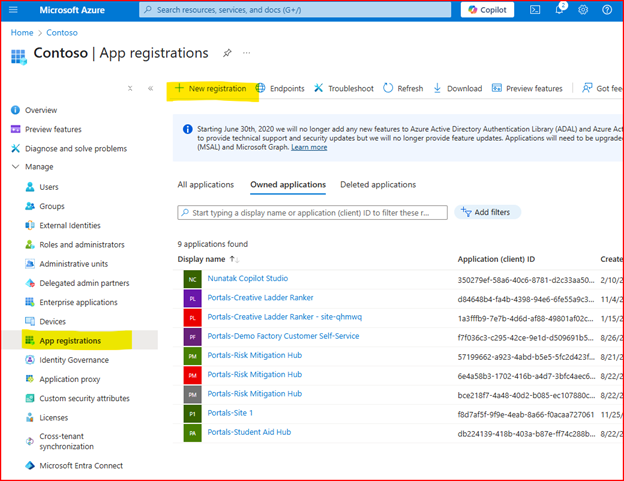 Microsoft Azure
Search resources, services, and docs (G+/)
Copilot
2
Home > Contoso
Contoso | App registrations
New registration
Endpoints
Troubleshoot
Refresh
Download
Preview features
Got fee
Overview
Preview features
Diagnose and solve problems
Manage
Users
Groups
External Identities
Roles and administrators
Administrative units
Delegated admin partners
Enterprise applications
Devices
App registrations
Identity Governance
Application proxy
Custom security attributes
Licenses
Cross-tenant
synchronization
Microsoft Entra Connect
Starting June 30th, 2020 we will no longer add any new features to Azure Active Directory Authentication Library (ADAL) and Azure Act
to provide technical support and security updates but we will no longer provide feature updates. Applications will need to be upgraded
(MSAL) and Microsoft Graph. Learn more
All applications
Owned applications
Deleted applications
Start typing a display name or application (client) ID to filter these r...
Add filters
9 applications found
Display name
Application (client) ID
Create
NC Nunatak Copilot Studio 350279ef-58a6-40c6-8781-d2c33aa50... 2/10/2
PL Portals-Creative Ladder Ranker d84648b4-fa4b-4398-94e6-6fe55a9c3... 11/4/2
PL Portals-Creative Ladder Ranker - site-qhmwq 1a3fffb9-7e7b-4d6d-af88-49801af02c... 1/15/2
PF Portals-Demo Factory Customer Self-Service f7f036c3-c295-42ce-9e1d-d509691b5... 8/26/2
PM Portals-Risk Mitigation Hub 57199662-a923-4abd-b5e5-5fc2d423f... 8/21/2
PM Portals-Risk Mitigation Hub 6e4a58b3-1702-416b-a4d7-3bfc4aec6... 8/22/2
PM Portals-Risk Mitigation Hub bce218f7-4a48-40d2-b085-ec107880c... 8/22/2
P1 Portals-Site 1 f8d7af5f-9f9e-4eab-8a66-f0acaa727061 11/25/
PA Portals-Student Aid Hub db224139-418b-403a-b87e-ff74c288b... 8/22/2